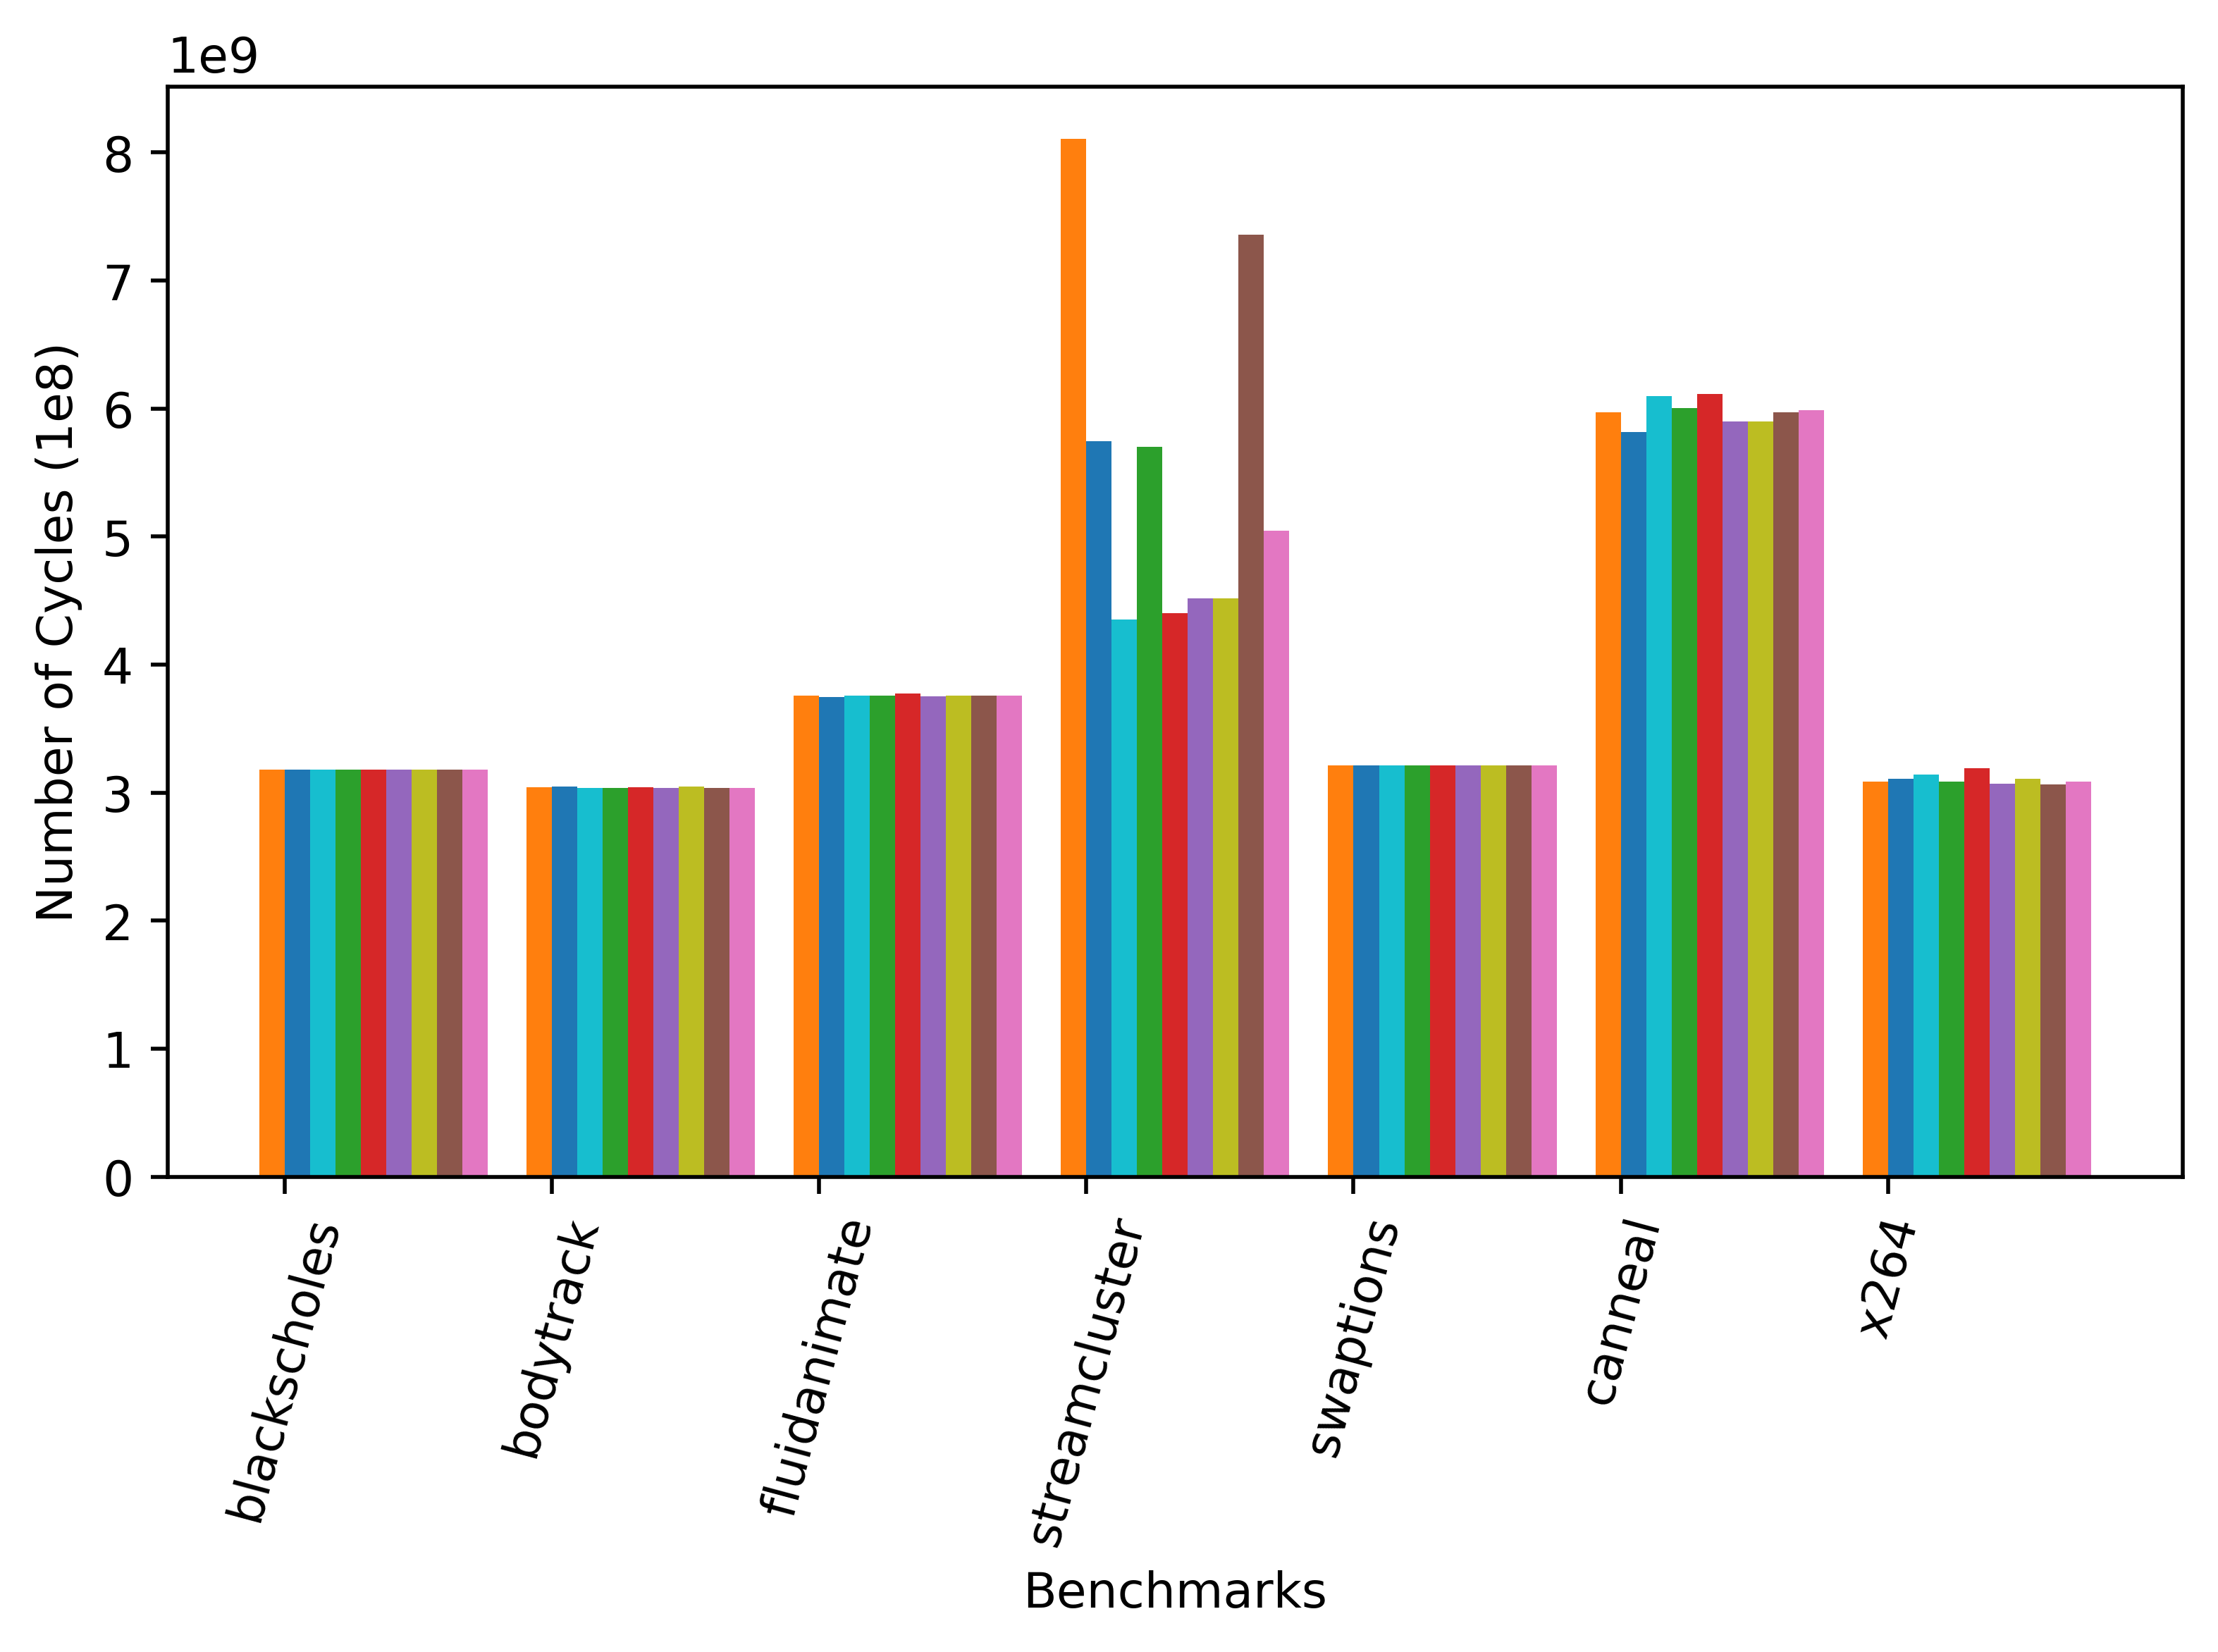 1e9
8
7
6
5
4
3
2
1
0
Number of Cycles (1e8)
blackscholes
bodytrack
fluidanimate
streamcluster
swaptions
canneal
x264
Benchmarks